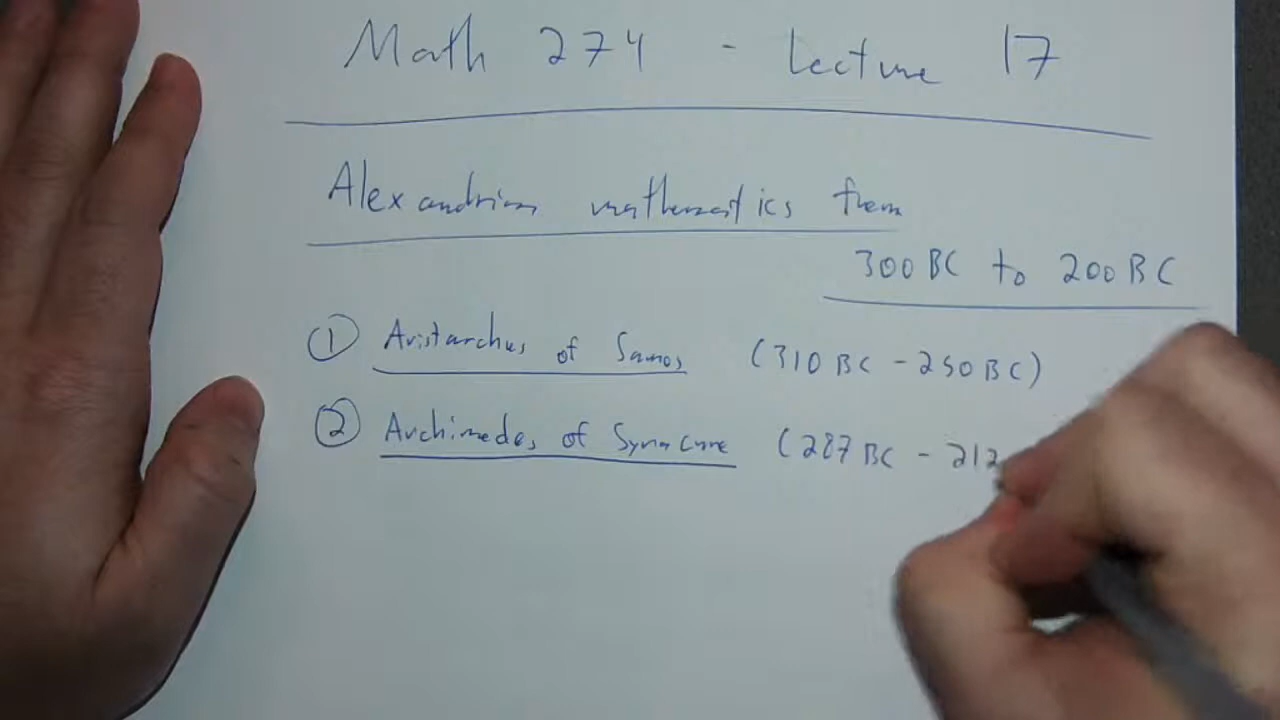 Math 274 - Lecture 17
Alexandrian mathematics from
300 BC to 200 BC
① Aristarchus of Samos (310 BC - 250 BC)
② Archimedes of Syracuse (287 BC - 212